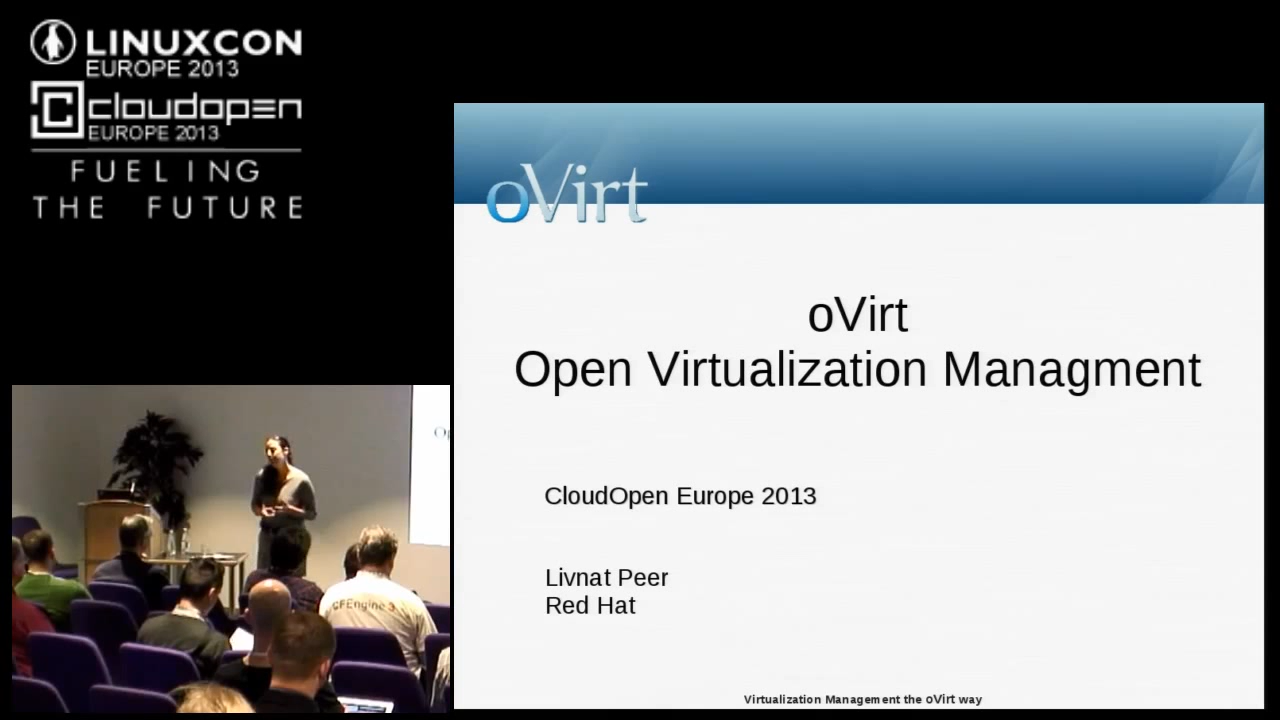 LINUXCON
EUROPE 2013
cloudopen
EUROPE 2013
FUELING
THE FUTURE
oVirt
oVirt
Open Virtualization Managment
CloudOpen Europe 2013
Livnat Peer
Red Hat
Virtualization Management the oVirt way
CFEngine 3